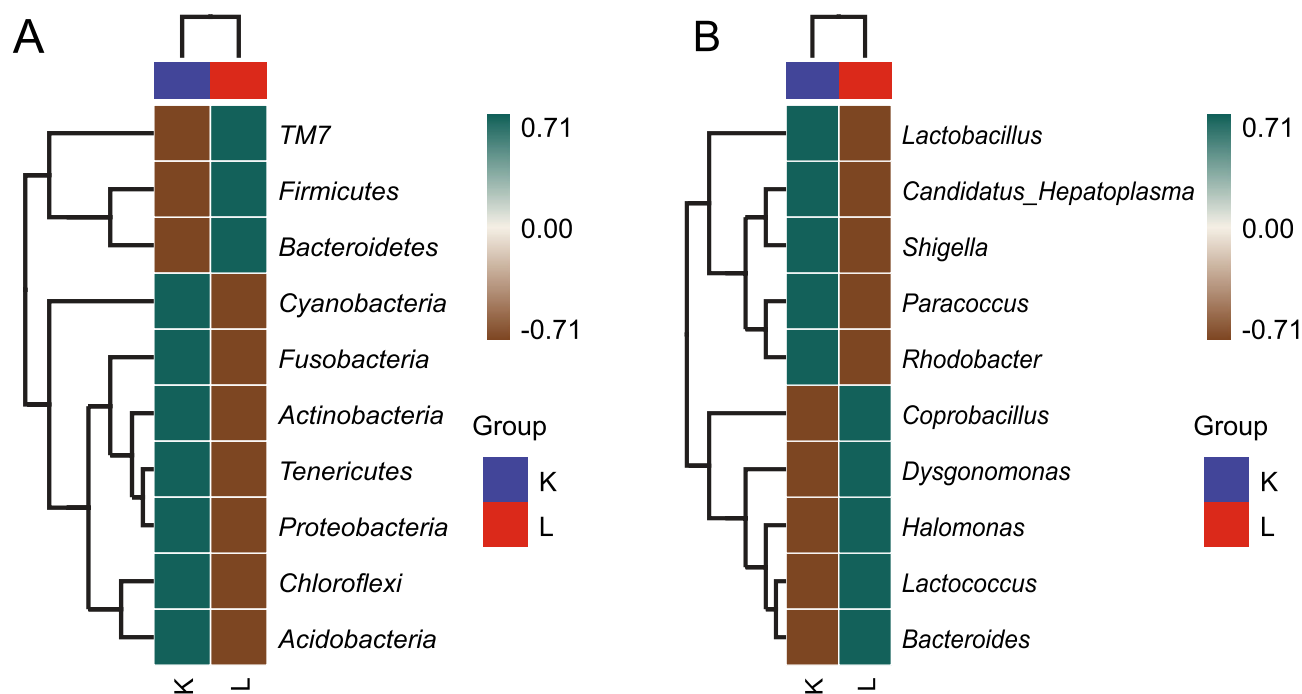 A
TM7
Firmicutes
Bacteroidetes
Cyanobacteria
Fusobacteria
Actinobacteria
Tenericutes
Proteobacteria
Chloroflexi
Acidobacteria
K
L
0.71
0.00
-0.71
Group
K
L
B
Lactobacillus
Candidatus_Hepatoplasma
Shigella
Paracoccus
Rhodobacter
Coprobacillus
Dysgonomonas
Halomonas
Lactococcus
Bacteroides
K
L
0.71
0.00
-0.71
Group
K
L